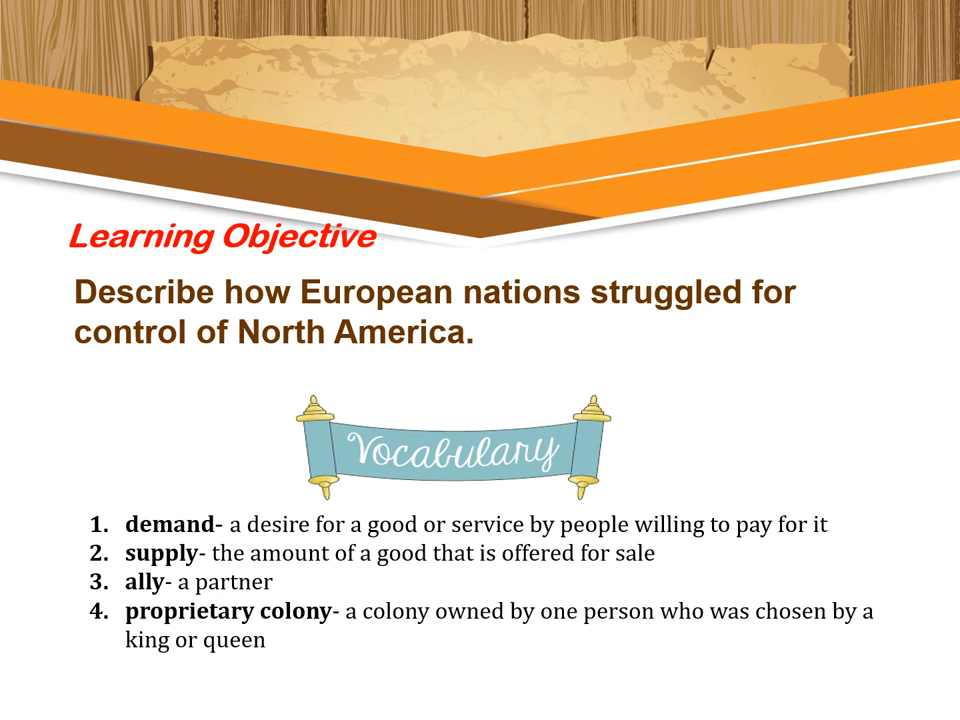 Learning Objective
Describe how European nations struggled for
control of North America.
Vocabulary
1. demand- a desire for a good or service by people willing to pay for it
2. supply- the amount of a good that is offered for sale
3. ally- a partner
4. proprietary colony- a colony owned by one person who was chosen by a
king or queen